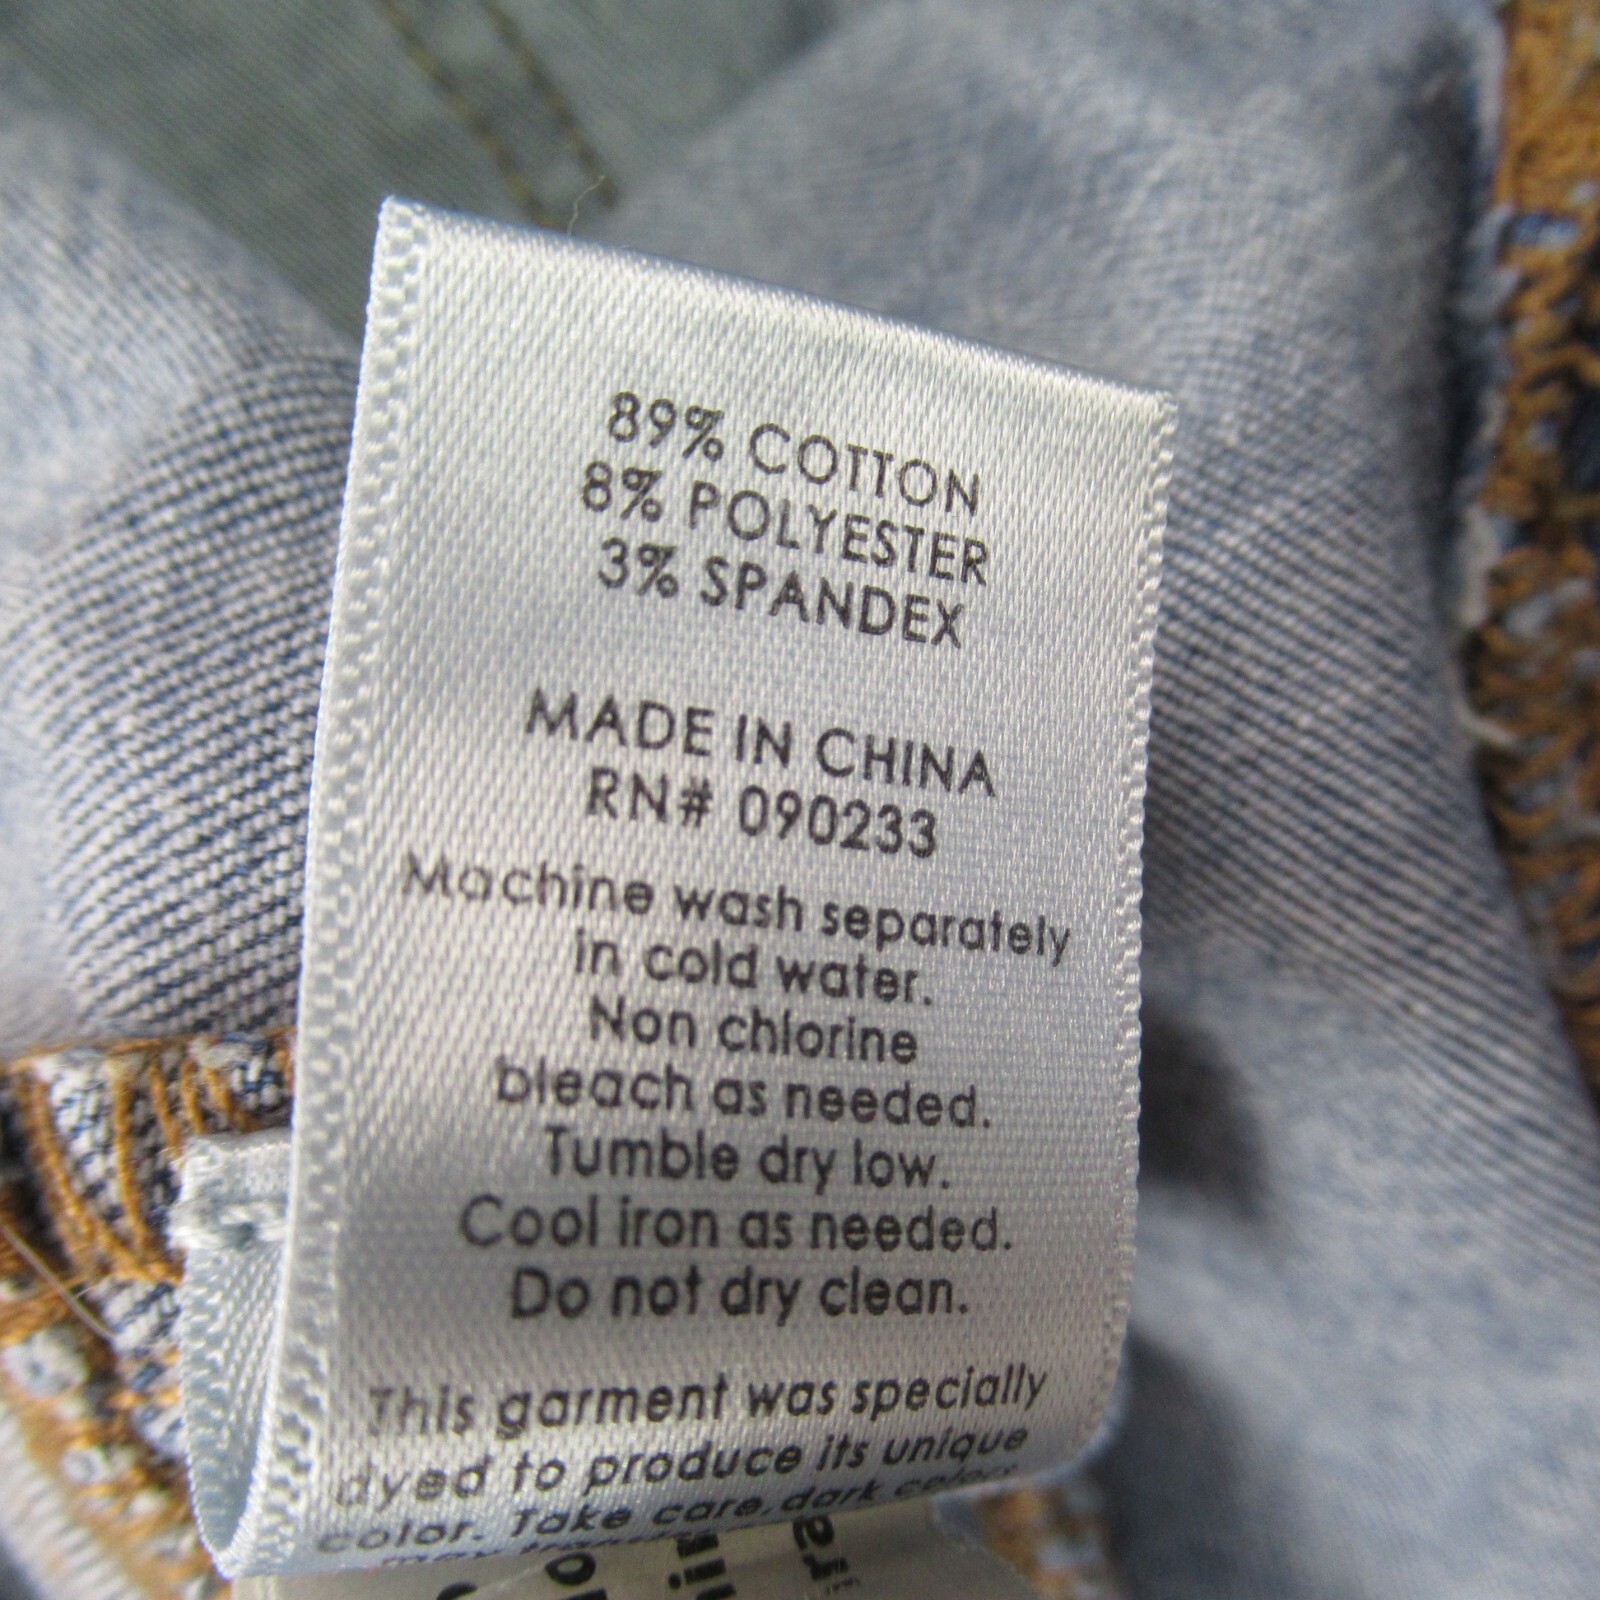 89% COTTON
8% POLYESTER
3% SPANDEX
MADE IN CHINA
RN# 090233
Machine wash separately
in cold water.
Non chlorine
bleach as needed.
Tumble dry low.
Cool iron as needed.
Do not dry clean.
This garment was specially
dyed to produce its unique
color. Take care, dark colors
may